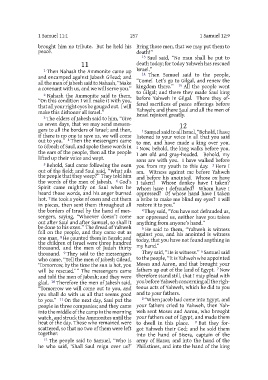 1 Samuel 11:1
257
1 Samuel 12:9
brought him no tribute. But he held his
peace.
11
1 Then Nahash the Ammonite came up
and encamped against Jabesh Gilead; and
all the men of Jabesh said to Nahash, “Make
a covenant with us, and we will serve you.”
2 Nahash the Ammonite said to them,
“On this condition I will make it with you,
that all your right eyes be gouged out. I will
make this dishonor all Israel.”
3 The elders of Jabesh said to him, “Give
us seven days, that we may send messen-
gers to all the borders of Israel; and then,
if there is no one to save us, we will come
out to you.” 4 Then the messengers came
to Gibeah of Saul, and spoke these words in
the ears of the people, then all the people
lifted up their voice and wept.
5 Behold, Saul came following the oxen
out of the field; and Saul said, “What ails
the people that they weep?” They told him
the words of the men of Jabesh. 6 God’s
Spirit came mightily on Saul when he
heard those words, and his anger burned
hot. 7 He took a yoke of oxen and cut them
in pieces, then sent them throughout all
the borders of Israel by the hand of mes-
sengers, saying, “Whoever doesn’t come
out after Saul and after Samuel, so shall it
be done to his oxen.” The dread of Yahweh
fell on the people, and they came out as
one man. 8 He counted them in Bezek; and
the children of Israel were three hundred
thousand, and the men of Judah thirty
thousand. 9 They said to the messengers
who came, “Tell the men of Jabesh Gilead,
‘Tomorrow, by the time the sun is hot, you
will be rescued.’” The messengers came
and told the men of Jabesh; and they were
glad. 10 Therefore the men of Jabesh said,
“Tomorrow we will come out to you, and
you shall do with us all that seems good
to you.” 11 On the next day, Saul put the
people in three companies; and they came
into the middle of the camp in the morning
watch, and struck the Ammonites until the
heat of the day. Those who remained were
scattered, so that no two of them were left
together.
12 The people said to Samuel, “Who is
he who said, ‘Shall Saul reign over us?’
Bring those men, that we may put them to
death!”
13 Saul said, “No man shall be put to
death today; for today Yahweh has rescued
Israel.”
14 Then Samuel said to the people,
“Come! Let’s go to Gilgal, and renew the
kingdom there.” 15 All the people went
to Gilgal; and there they made Saul king
before Yahweh in Gilgal. There they of-
fered sacrifices of peace offerings before
Yahweh; and there Saul and all the men of
Israel rejoiced greatly.
12
1 Samuel said to all Israel, “Behold, I have
listened to your voice in all that you said
to me, and have made a king over you.
2 Now, behold, the king walks before you.
I am old and gray-headed. Behold, my
sons are with you. I have walked before
you from my youth to this day. 3 Here I
am. Witness against me before Yahweh
and before his anointed. Whose ox have
I taken? Whose donkey have I taken?
Whom have I defrauded? Whom have I
oppressed? Of whose hand have I taken
a bribe to make me blind my eyes? I will
restore it to you.”
4 They said, “You have not defrauded us,
nor oppressed us, neither have you taken
anything from anyone’s hand.”
5 He said to them, “Yahweh is witness
against you, and his anointed is witness
today, that you have not found anything in
my hand.”
They said, “He is witness.” 6 Samuel said
to the people, “It is Yahweh who appointed
Moses and Aaron, and that brought your
fathers up out of the land of Egypt. 7 Now
therefore stand still, that I may plead with
you before Yahweh concerning all the righ-
teous acts of Yahweh, which he did to you
and to your fathers.
8 “When Jacob had come into Egypt, and
your fathers cried to Yahweh, then Yah-
weh sent Moses and Aaron, who brought
your fathers out of Egypt, and made them
to dwell in this place. 9 But they for-
got Yahweh their God; and he sold them
into the hand of Sisera, captain of the
army of Hazor, and into the hand of the
Philistines, and into the hand of the king